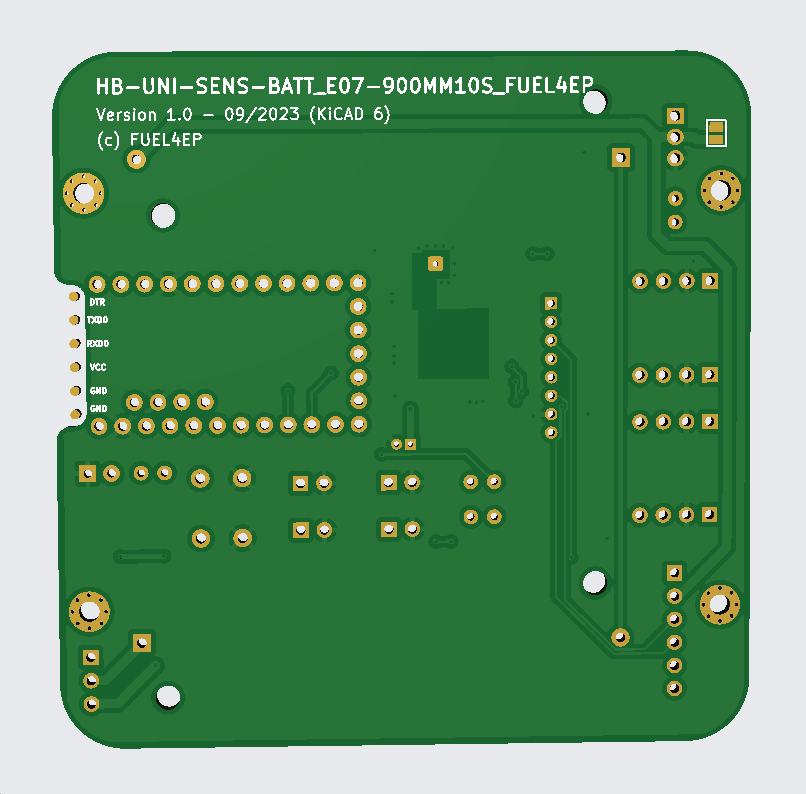 HB-UNI-SENS-BATT_E07-900MM10S_FUEL4EP
Version 1.0 - 09/2023 (KiCAD 6)
(c) FUEL4EP
DTR
TXDO
RXDO
VCC
GND
GND